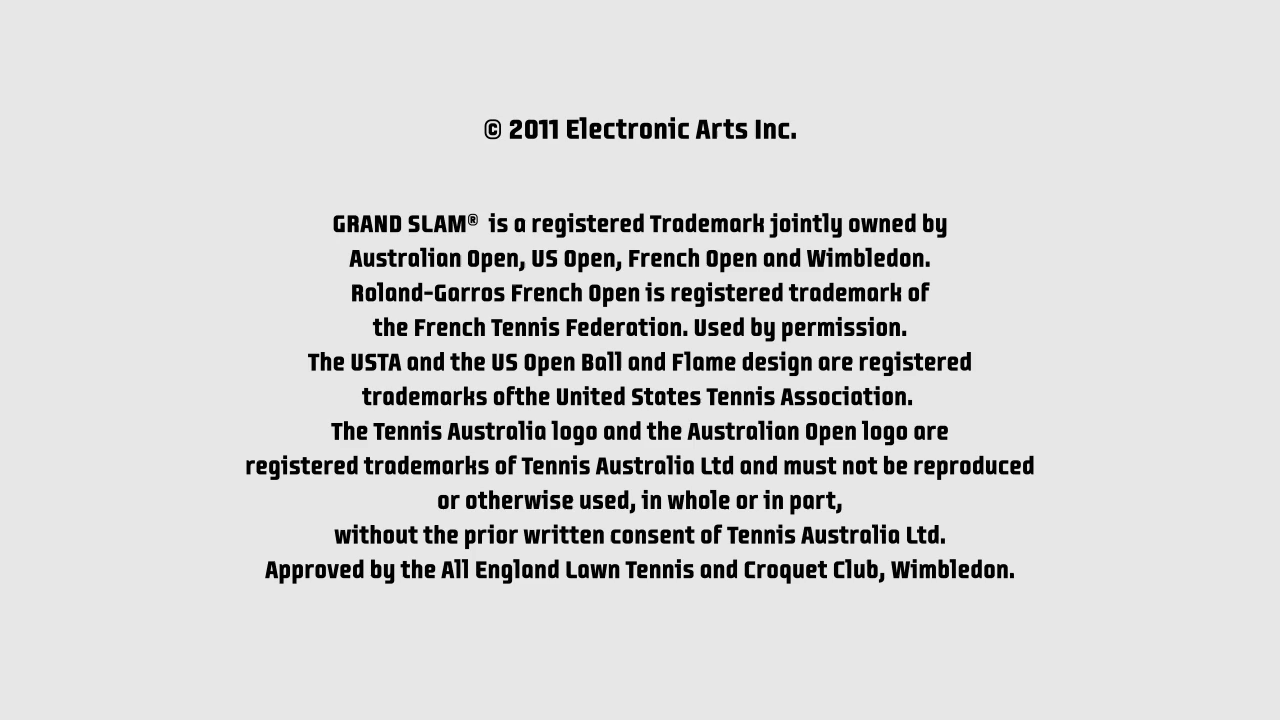 © 2011 Electronic Arts Inc.
GRAND SLAM® is a registered Trademark jointly owned by
Australian Open, US Open, French Open and Wimbledon.
Roland-Garros French Open is registered trademark of
the French Tennis Federation. Used by permission.
The USTA and the US Open Ball and Flame design are registered
trademarks ofthe United States Tennis Association.
The Tennis Australia logo and the Australian Open logo are
registered trademarks of Tennis Australia Ltd and must not be reproduced
or otherwise used, in whole or in part,
without the prior written consent of Tennis Australia Ltd.
Approved by the All England Lawn Tennis and Croquet Club, Wimbledon.